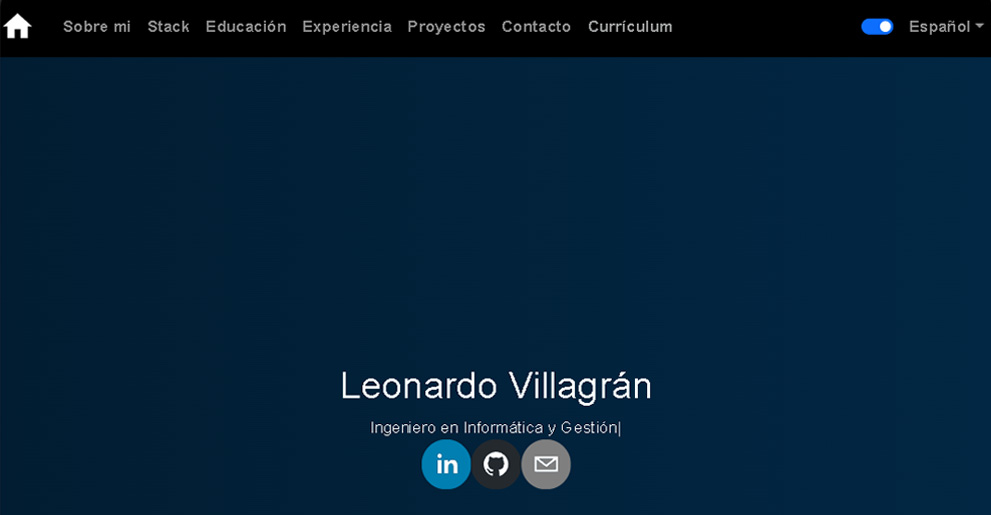 Sobre mi Stack Educación Experiencia Proyectos Contacto Currículum Español
Leonardo Villagrán
Ingeniero en Informática y Gestión|
in